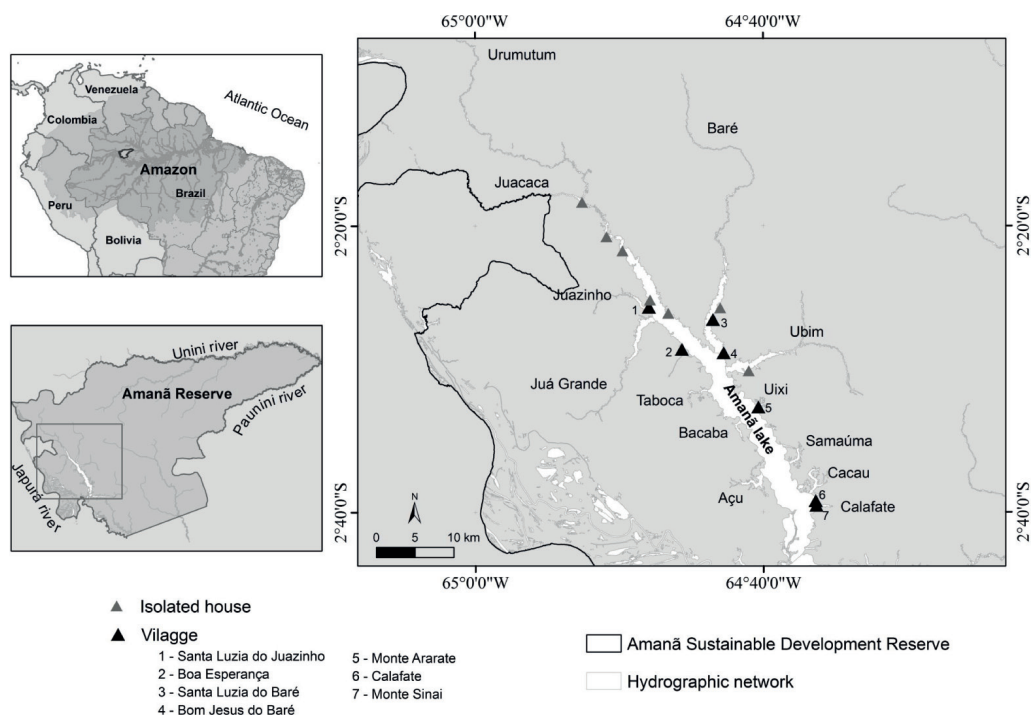 Venezuela
Colombia
Atlantic Ocean
Amazon
Brazil
Peru
Bolivia
Unini river
Amanã Reserve
Paunini river
Japurá river
65°0'0"W
64°40'0"W
Urumutum
Baré
Juacaca
2°20'0"S
2°20'0"S
Juazinho
1
3
Ubim
2
4
Juá Grande
Uixi
Taboca
5
Amanã lake
Bacaba
Samaúma
Cacau
Açu
6
Calafate
7
2°40'0"S
2°40'0"S
N
0 5 10 km
65°0'0"W
64°40'0"W
Isolated house
Vilagge
1 - Santa Luzia do Juazinho
2 - Boa Esperança
3 - Santa Luzia do Baré
4 - Bom Jesus do Baré
5 - Monte Ararate
6 - Calafate
7 - Monte Sinai
Amanã Sustainable Development Reserve
Hydrographic network